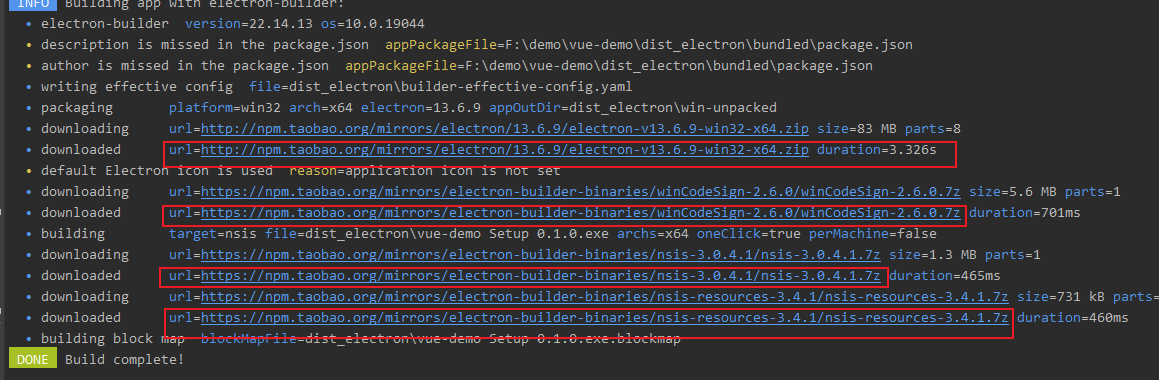 INFO Building app with electron-builder:
• electron-builder version=22.14.13 os=10.0.19044
• description is missed in the package.json appPackageFile=F:\demo\vue-demo\dist_electron\bundled\package.json
• author is missed in the package.json appPackageFile=F:\demo\vue-demo\dist_electron\bundled\package.json
• writing effective config file=dist_electron\builder-effective-config.yaml
• packaging platform=win32 arch=x64 electron=13.6.9 appOutDir=dist_electron\win-unpacked
• downloading url=http://npm.taobao.org/mirrors/electron/13.6.9/electron-v13.6.9-win32-x64.zip size=83 MB parts=8
• downloaded url=http://npm.taobao.org/mirrors/electron/13.6.9/electron-v13.6.9-win32-x64.zip duration=3.326s
• default Electron icon is used reason=application icon is not set
• downloading url=https://npm.taobao.org/mirrors/electron-builder-binaries/winCodeSign-2.6.0/winCodeSign-2.6.0.7z size=5.6 MB parts=1
• downloaded url=https://npm.taobao.org/mirrors/electron-builder-binaries/winCodeSign-2.6.0/winCodeSign-2.6.0.7z duration=701ms
• building target=nsis file=dist_electron\vue-demo Setup 0.1.0.exe archs=x64 oneClick=true perMachine=false
• downloading url=https://npm.taobao.org/mirrors/electron-builder-binaries/nsis-3.0.4.1/nsis-3.0.4.1.7z size=1.3 MB parts=1
• downloaded url=https://npm.taobao.org/mirrors/electron-builder-binaries/nsis-3.0.4.1/nsis-3.0.4.1.7z duration=465ms
• downloading url=https://npm.taobao.org/mirrors/electron-builder-binaries/nsis-resources-3.4.1/nsis-resources-3.4.1.7z size=731 kB parts=
• downloaded url=https://npm.taobao.org/mirrors/electron-builder-binaries/nsis-resources-3.4.1/nsis-resources-3.4.1.7z duration=460ms
• building block map blockMapFile=dist_electron\vue-demo Setup 0.1.0.exe.blockmap
DONE Build complete!